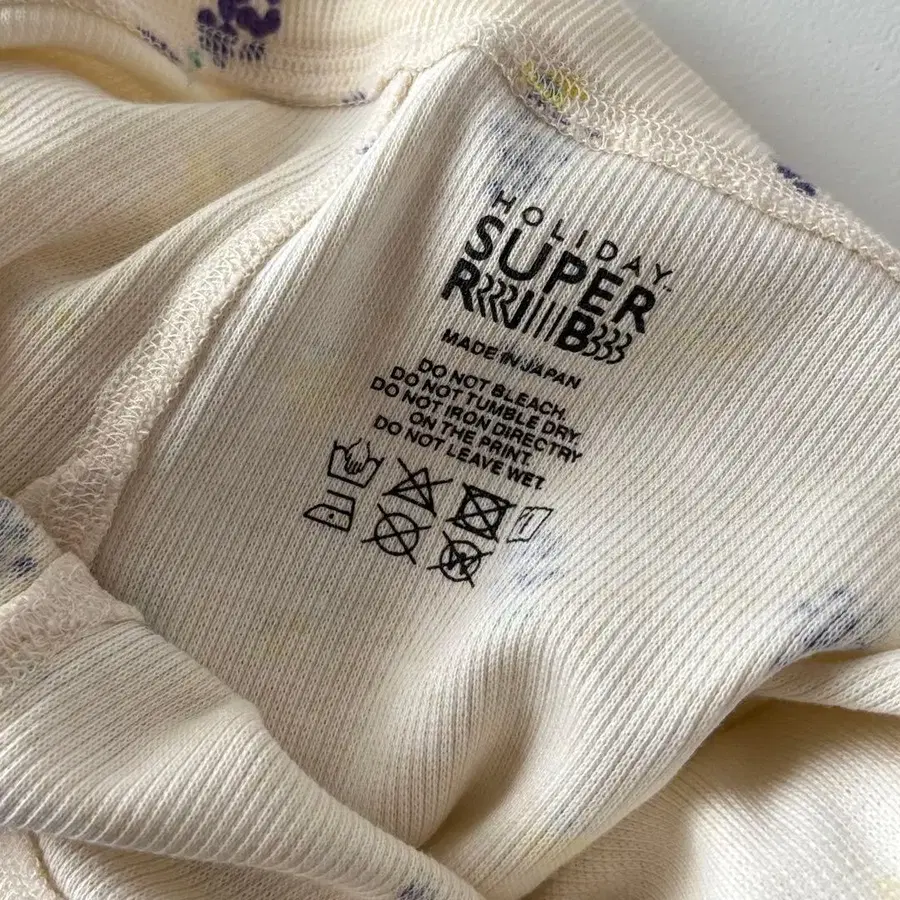 HOLIDAY™
SUPER
RIB
MADE IN JAPAN
DO NOT BLEACH.
DO NOT TUMBLE DRY.
DO NOT IRON DIRECTRY
ON THE PRINT.
DO NOT LEAVE WET.
W